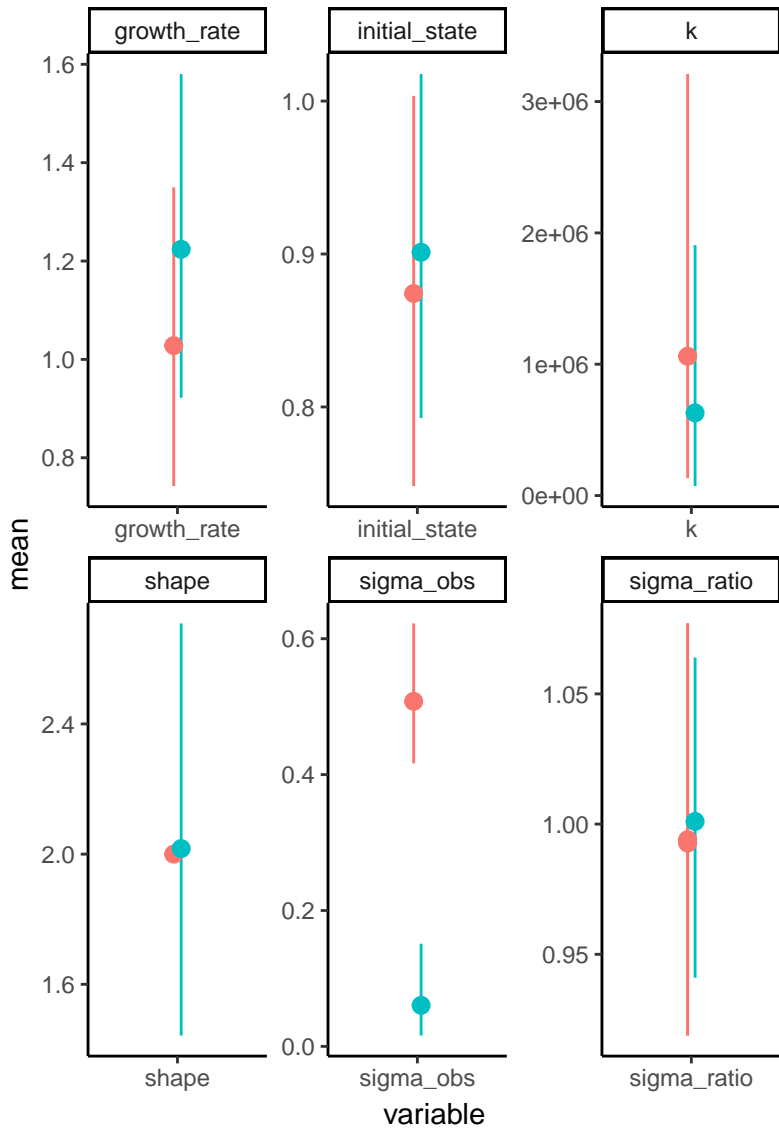 growth_rate
initial_state
k
1.6
1.4
1.2
1.0
0.8
1.0
0.9
0.8
3e+06
2e+06
1e+06
0e+00
growth_rate
initial_state
k
mean
shape
sigma_obs
sigma_ratio
2.4
2.0
1.6
0.6
0.4
0.2
0.0
1.05
1.00
0.95
shape
sigma_obs
sigma_ratio
variable